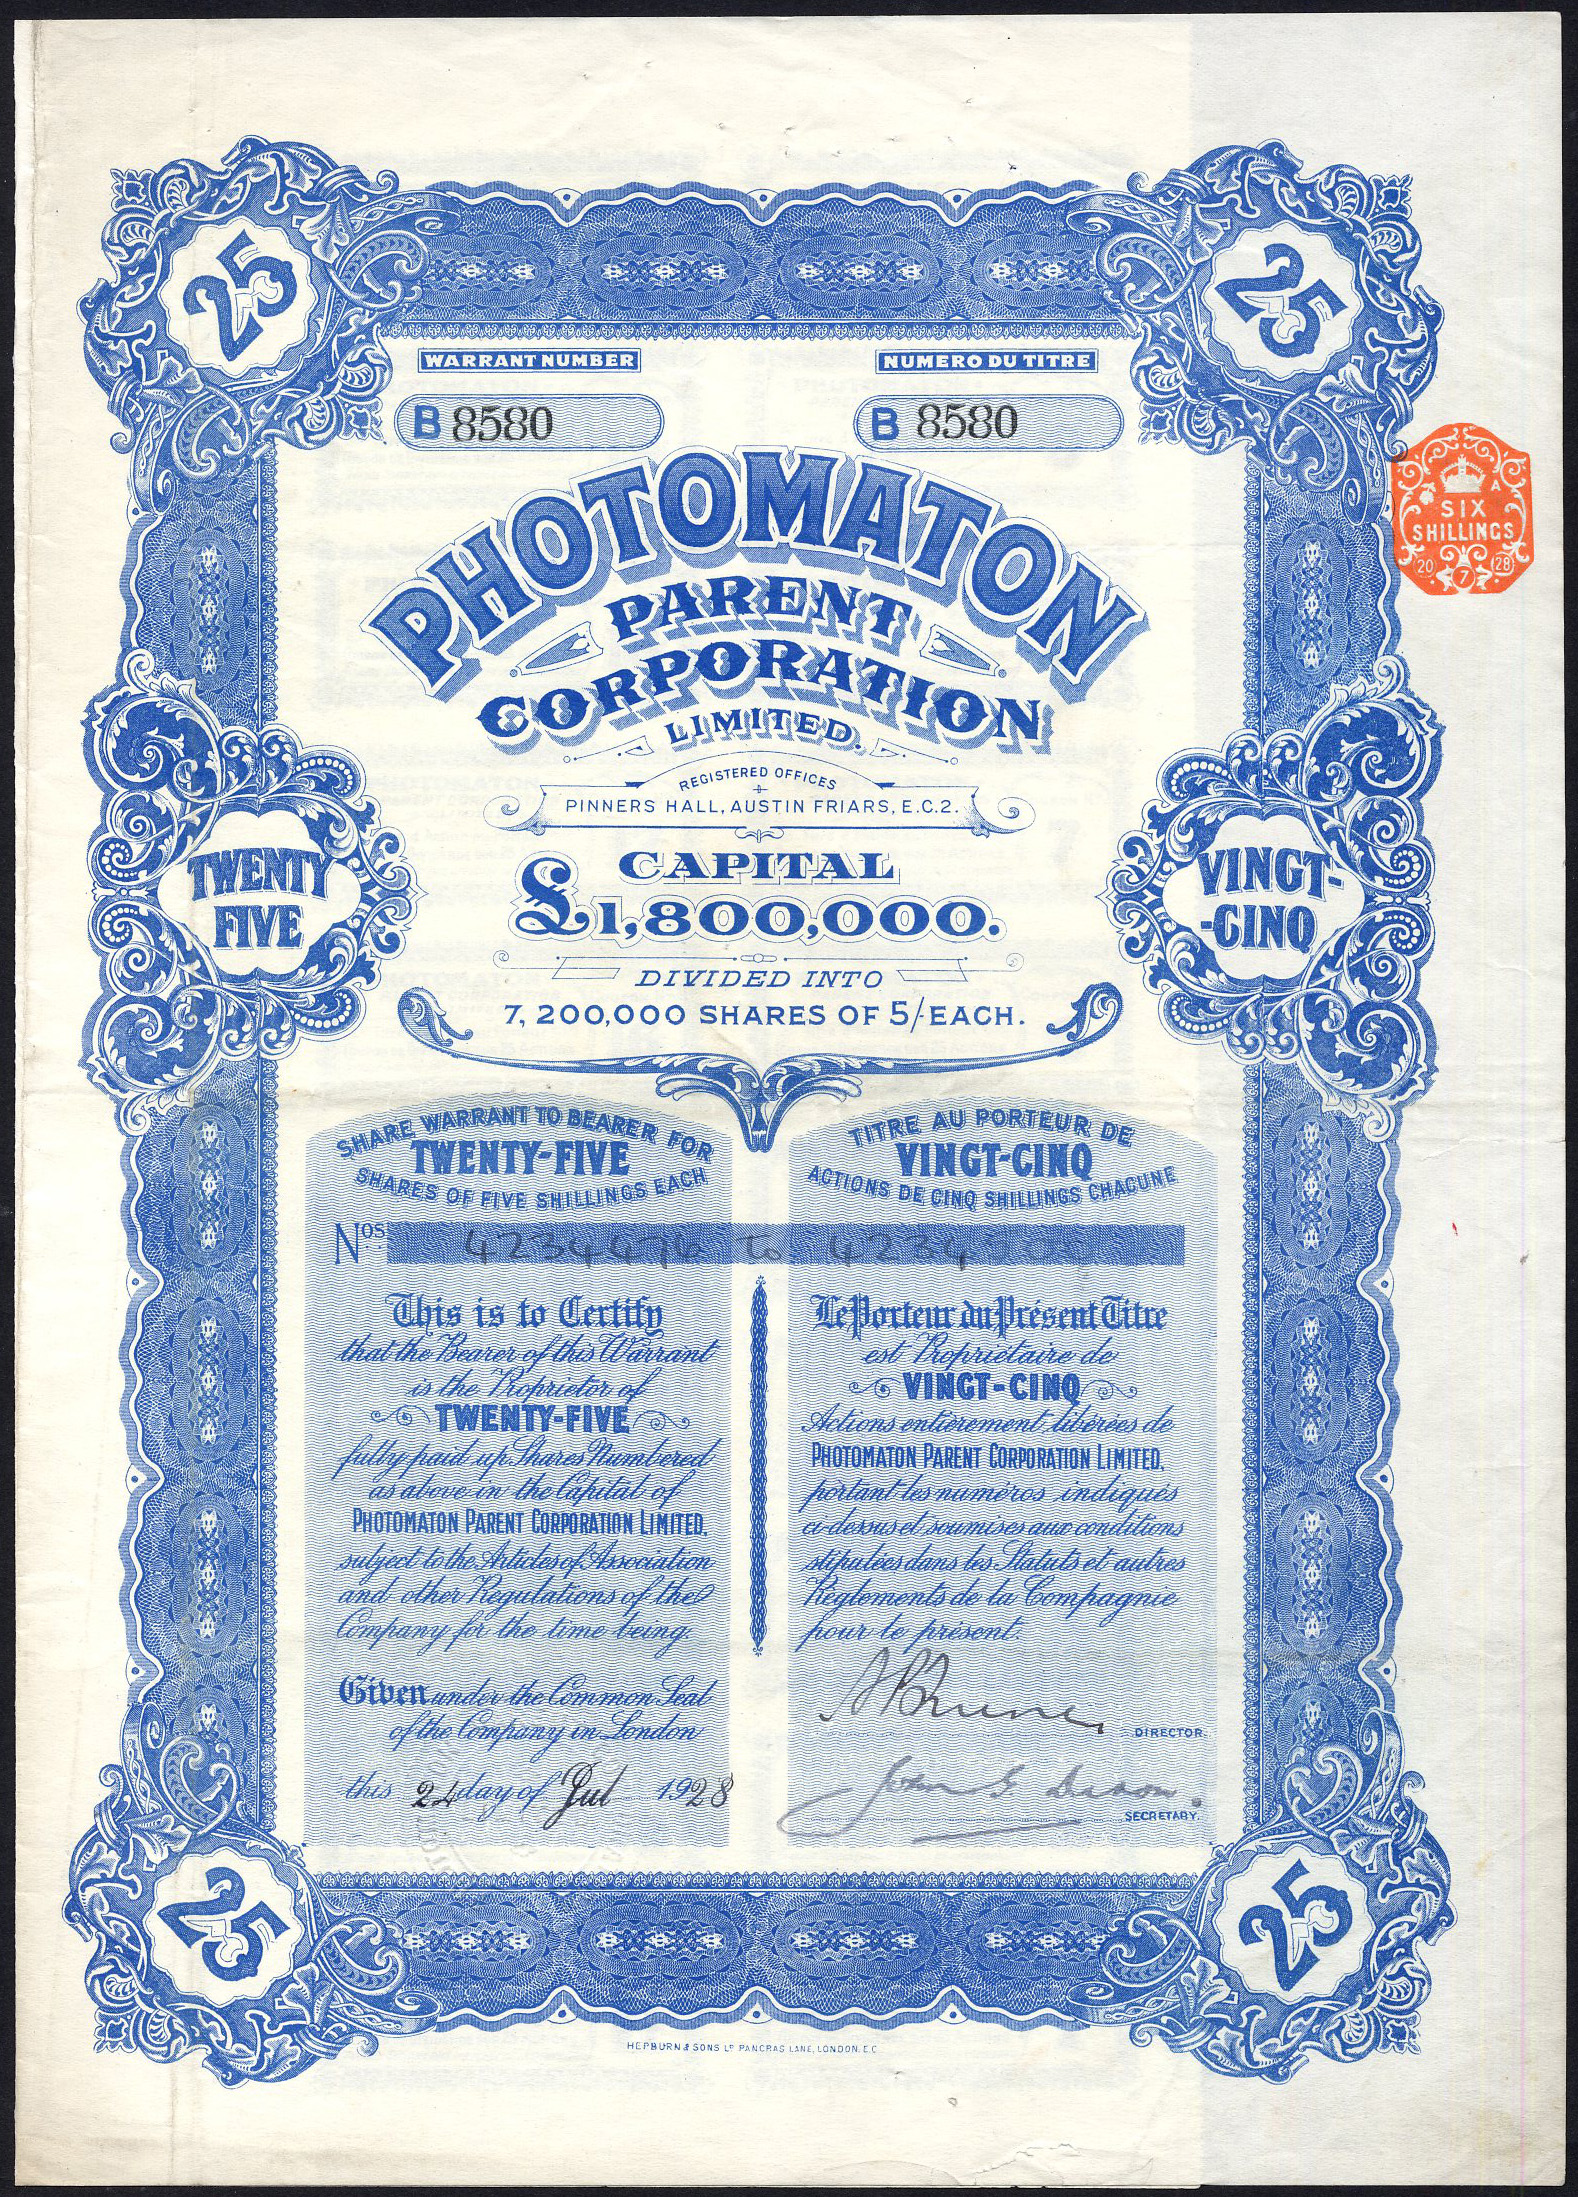 25
25
WARRANT NUMBER
NUMERO DU TITRE
B 8580
B 8580
PHOTOMATON
PARENT
CORPORATION
LIMITED.
SIX
SHILLINGS
20 7 28
REGISTERED OFFICES
PINNERS HALL, AUSTIN FRIARS, E.C.2.
CAPITAL
£1,800,000.
DIVIDED INTO
7,200,000 SHARES OF 5/- EACH.
TWENTY
FIVE
VINGT-
-CINQ
SHARE WARRANT TO BEARER FOR
TWENTY-FIVE
SHARES OF FIVE SHILLINGS EACH
TITRE AU PORTEUR DE
VINGT-CINQ
ACTIONS DE CINQ SHILLINGS CHACUNE
Nos. 4234476 to
This is to Certify
that the Bearer of this Warrant
is the Proprietor of
TWENTY-FIVE
fully paid up Shares Numbered
as above in the Capital of
PHOTOMATON PARENT CORPORATION LIMITED,
subject to the Articles of Association
and other Regulations of the
Company for the time being.
Given under the Common Seal
of the Company in London
this 24 day of Jul 1928
Le Porteur du Présent Titre
est Propriétaire de
VINGT-CINQ
Actions entièrement libérées de
PHOTOMATON PARENT CORPORATION LIMITED,
portant les numéros indiqués
ci-dessus et soumises aux conditions
stipulées dans les Statuts et autres
Règlements de la Compagnie
pour le présent.
DIRECTOR.
John G
SECRETARY.
25
25
HEPBURN & SONS LD PANCRAS LANE, LONDON. E.C